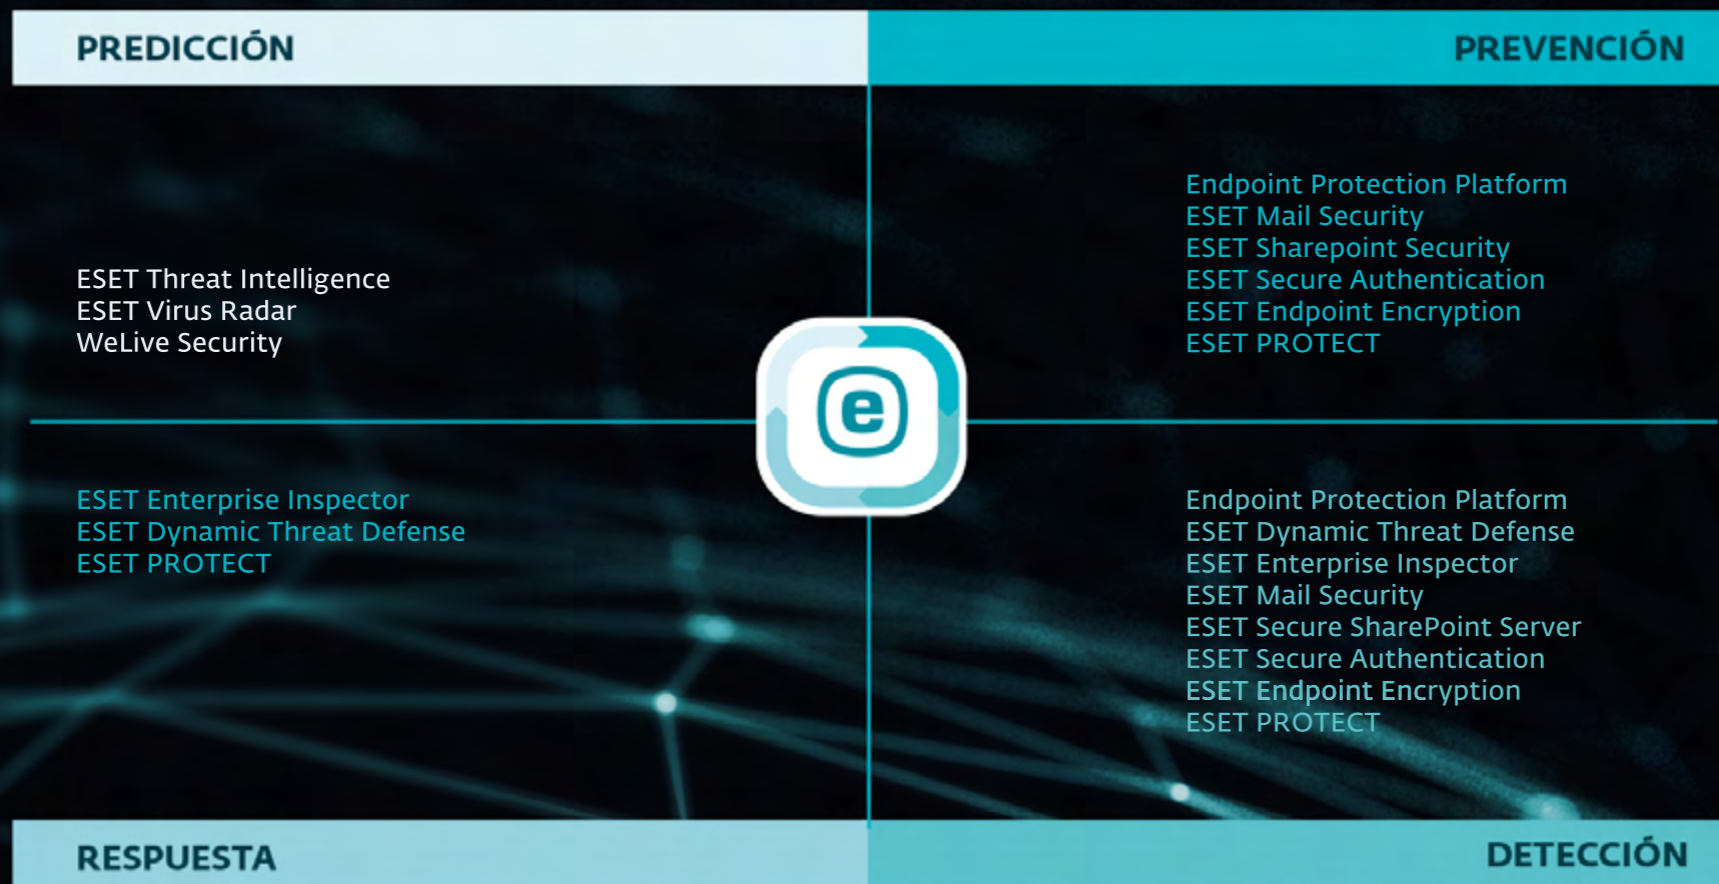 PREDICCIÓN
ESET Threat Intelligence
ESET Virus Radar
WeLive Security
PREVENCIÓN
Endpoint Protection Platform
ESET Mail Security
ESET Sharepoint Security
ESET Secure Authentication
ESET Endpoint Encryption
ESET PROTECT
e
ESET Enterprise Inspector
ESET Dynamic Threat Defense
ESET PROTECT
RESPUESTA
Endpoint Protection Platform
ESET Dynamic Threat Defense
ESET Enterprise Inspector
ESET Mail Security
ESET Secure SharePoint Server
ESET Secure Authentication
ESET Endpoint Encryption
ESET PROTECT
DETECCIÓN